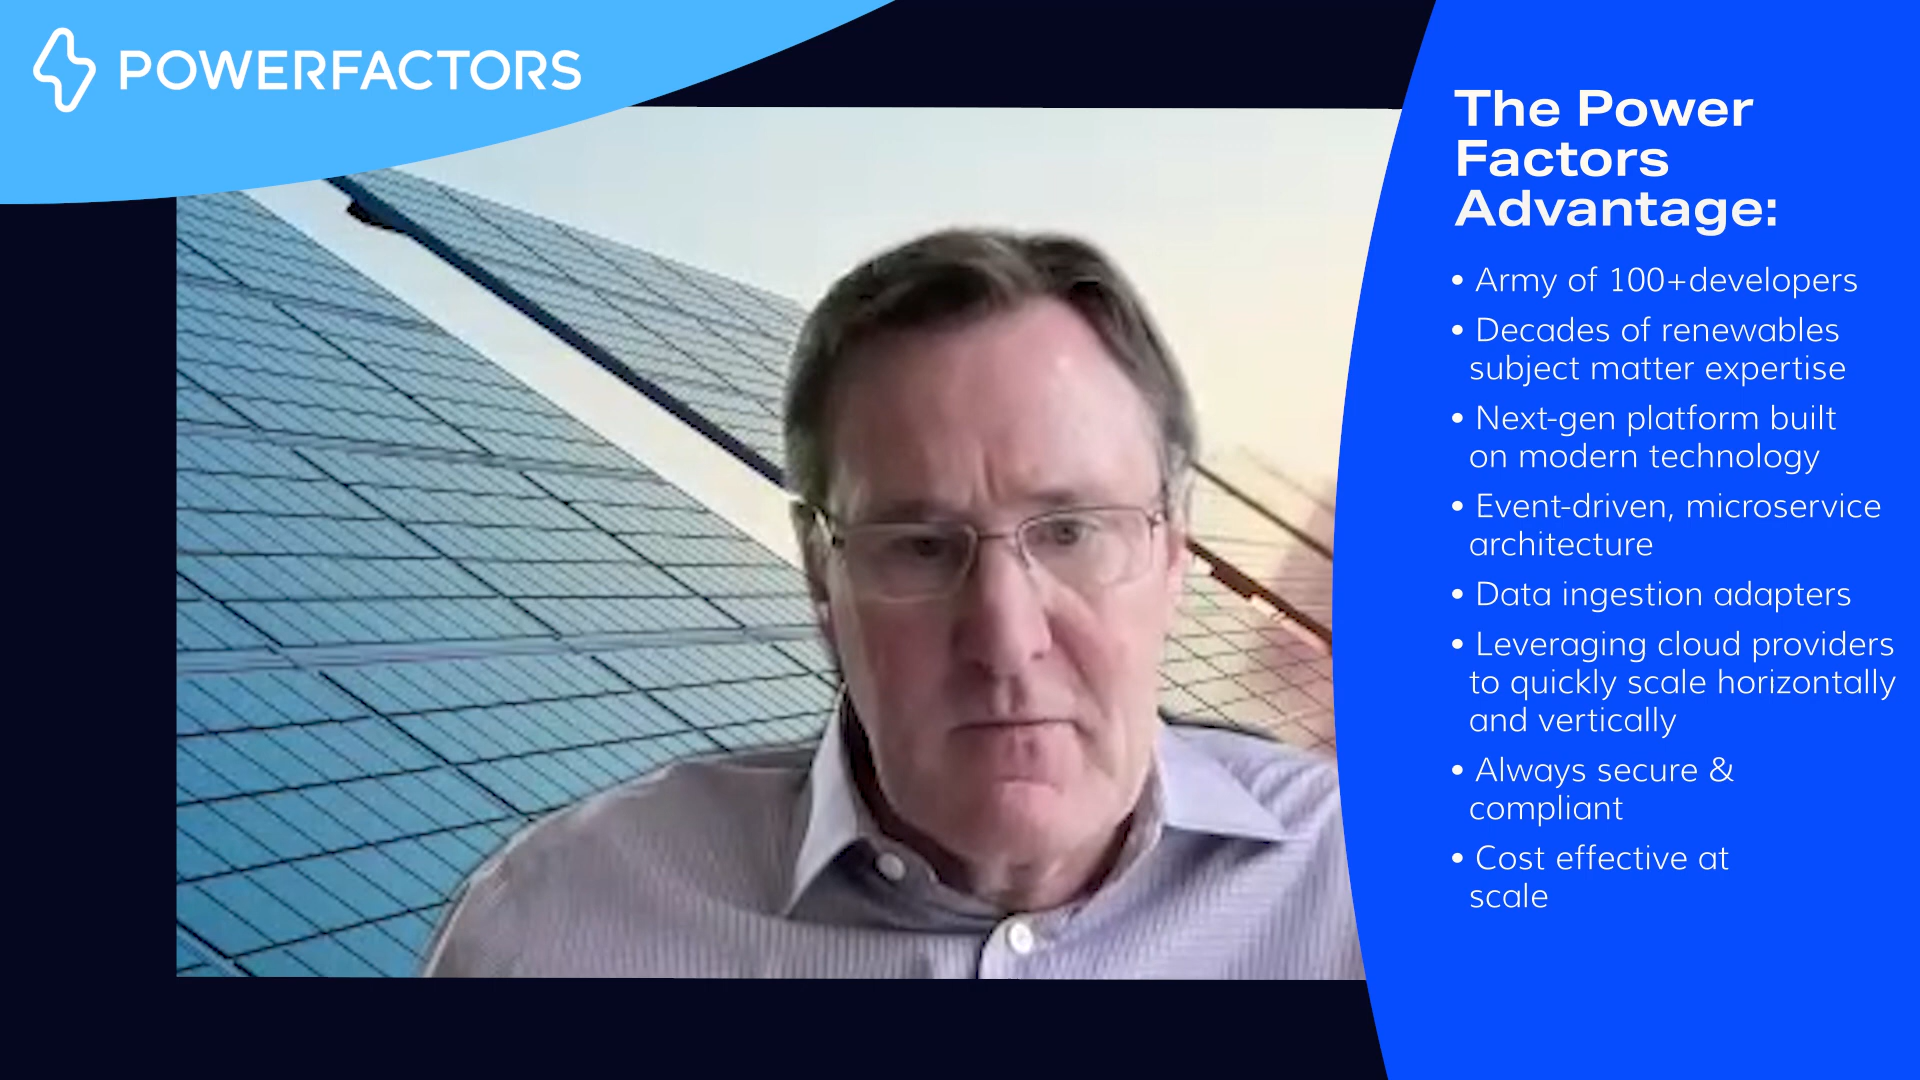 POWERFACTORS
The Power
Factors
Advantage:
• Army of 100+developers
• Decades of renewables
subject matter expertise
• Next-gen platform built
on modern technology
• Event-driven, microservice
architecture
• Data ingestion adapters
• Leveraging cloud providers
to quickly scale horizontally
and vertically
• Always secure &
compliant
• Cost effective at
scale